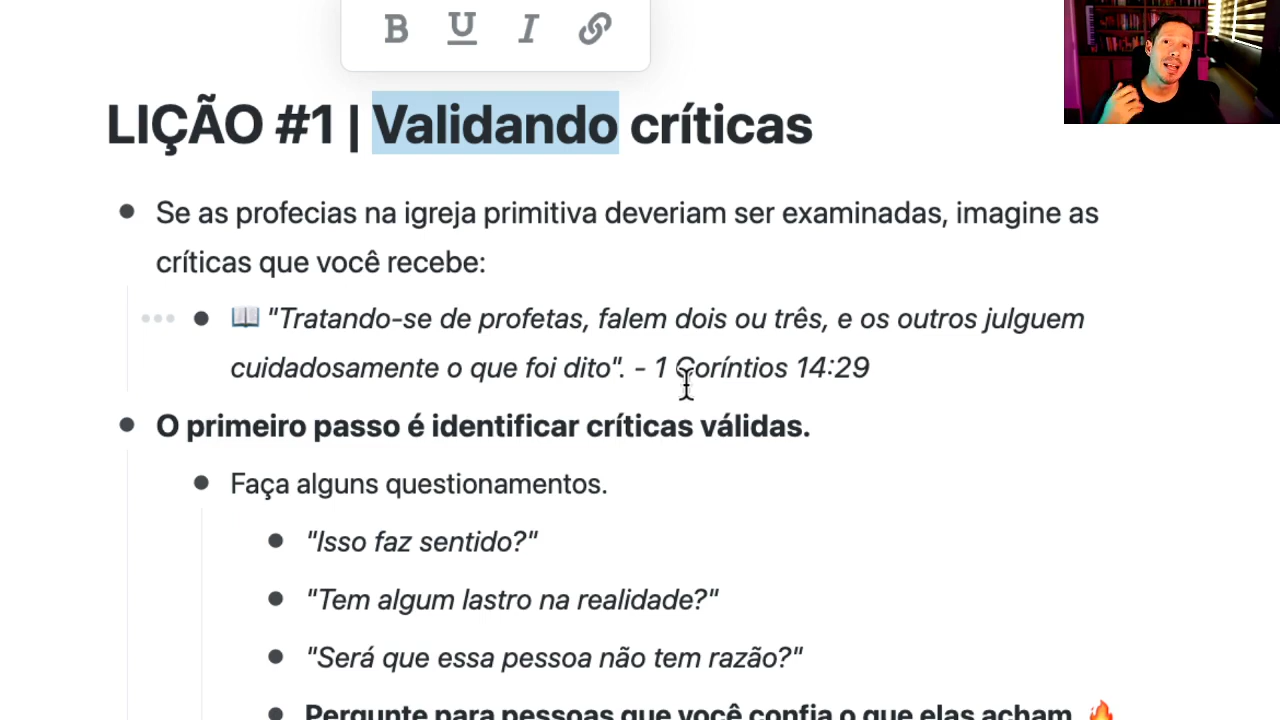 B U I
LIÇÃO #1 | Validando críticas
Se as profecias na igreja primitiva deveriam ser examinadas, imagine as
críticas que você recebe:
📖 "Tratando-se de profetas, falem dois ou três, e os outros julguem
cuidadosamente o que foi dito". - 1 Coríntios 14:29
O primeiro passo é identificar críticas válidas.
Faça alguns questionamentos.
"Isso faz sentido?"
"Tem algum lastro na realidade?"
"Será que essa pessoa não tem razão?"
Pergunte para pessoas que você confia o que elas acham. 🔥